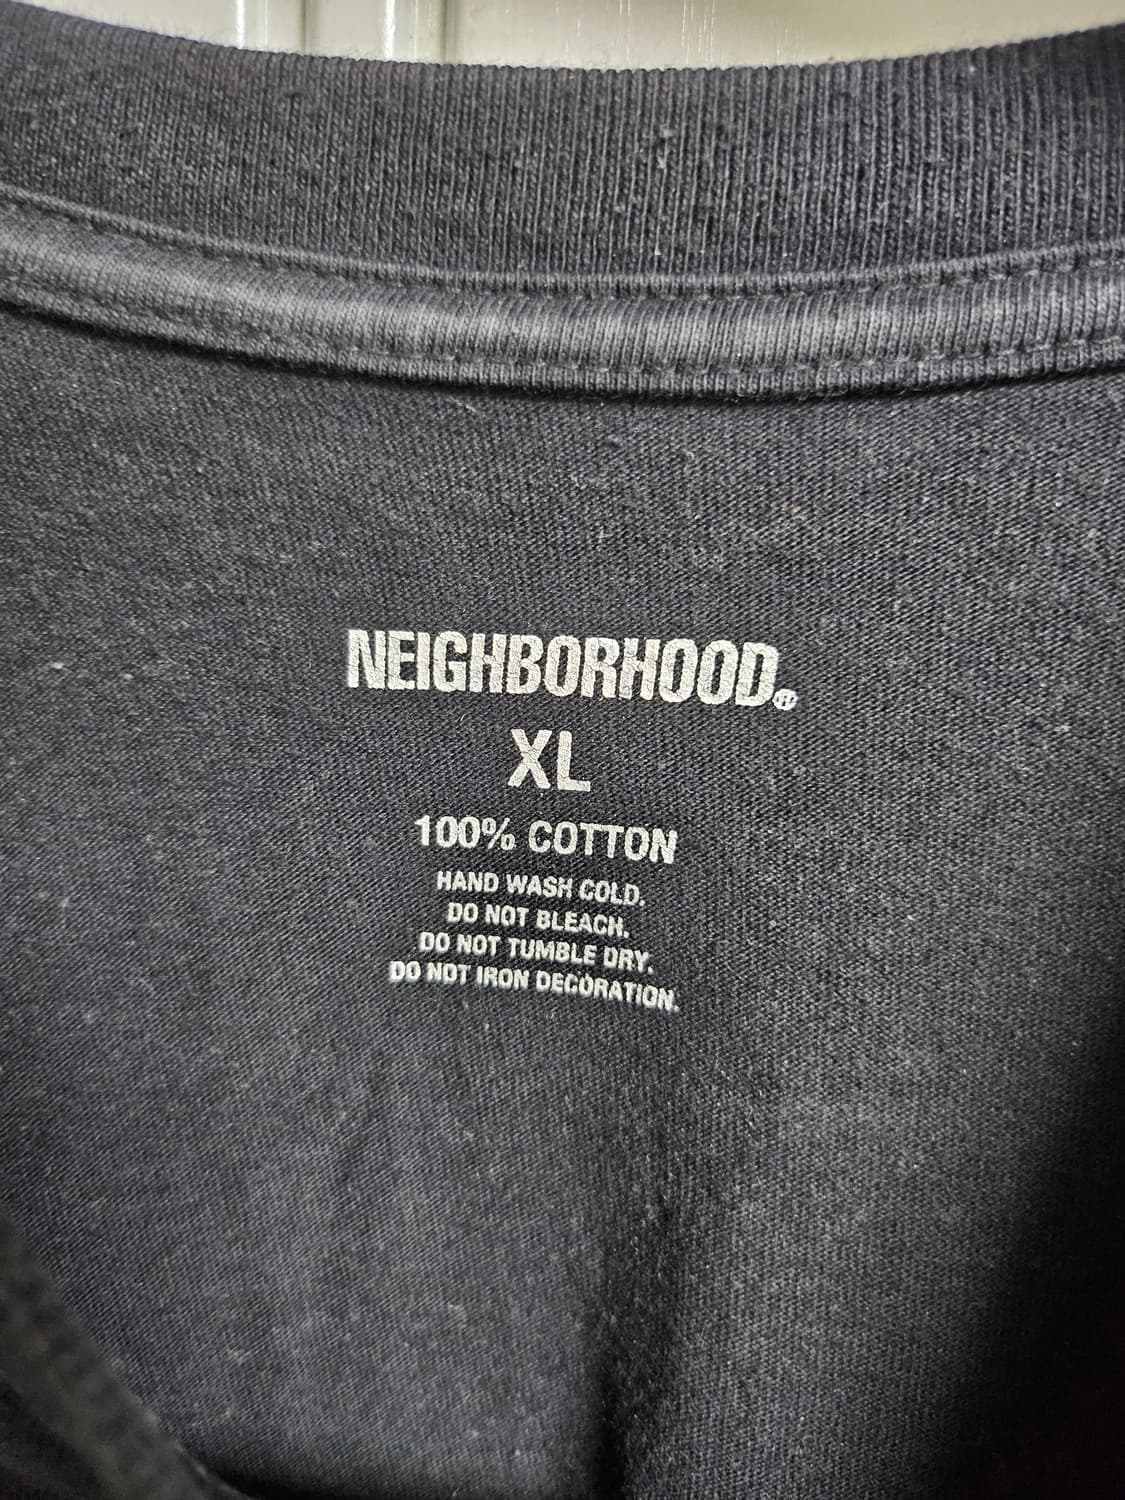 NEIGHBORHOOD®
XL
100% COTTON
HAND WASH COLD.
DO NOT BLEACH.
DO NOT TUMBLE DRY.
DO NOT IRON DECORATION.